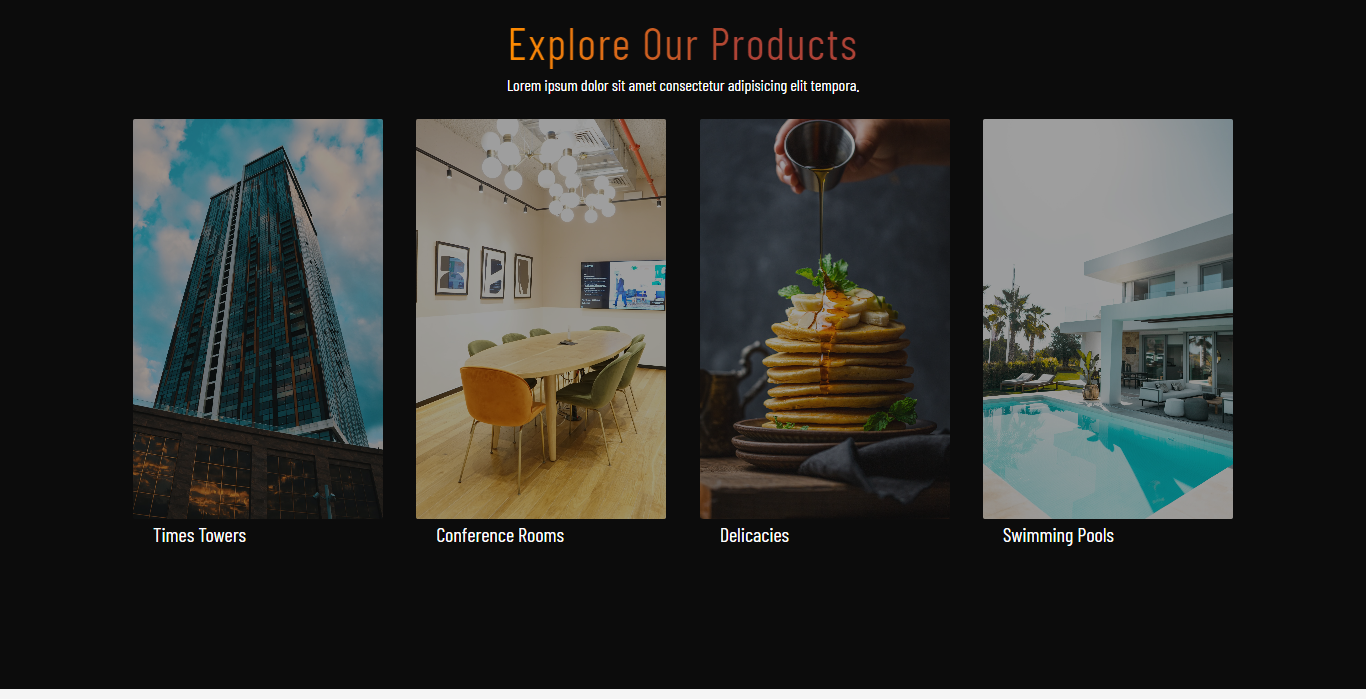 Explore Our Products
Lorem ipsum dolor sit amet consectetur adipisicing elit tempora.
Times Towers
Conference Rooms
Delicacies
Swimming Pools